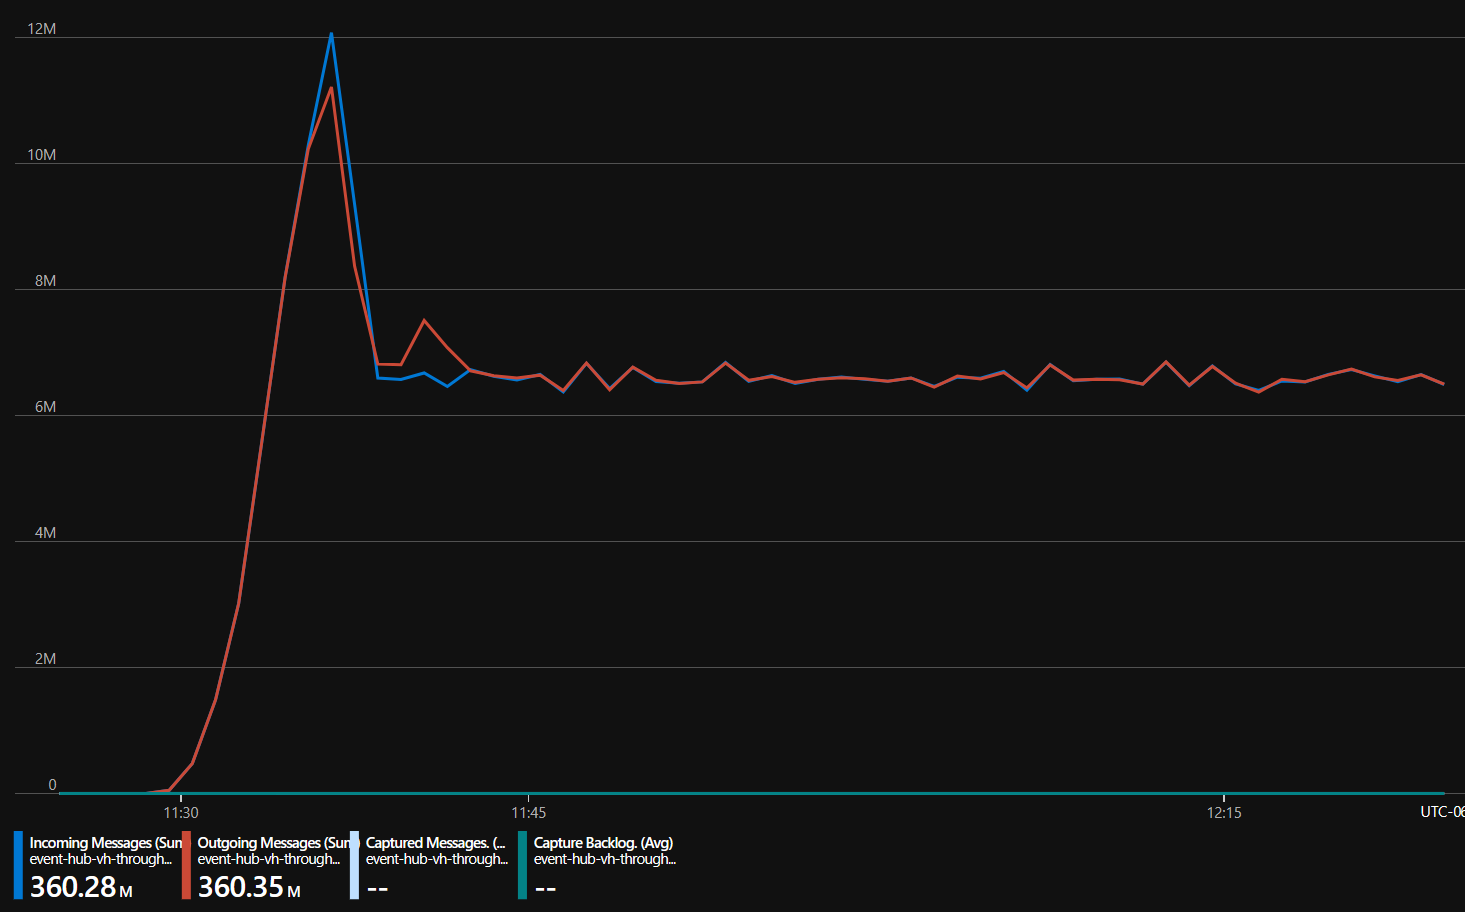 12M
10M
8M
6M
4M
2M
0
11:30
11:45
12:15
UTC-06
Incoming Messages (Sum)
event-hub-vh-through...
360.28 M
Outgoing Messages (Sum)
event-hub-vh-through...
360.35 M
Captured Messages. (...
event-hub-vh-through...
--
Capture Backlog. (Avg)
event-hub-vh-through...
--